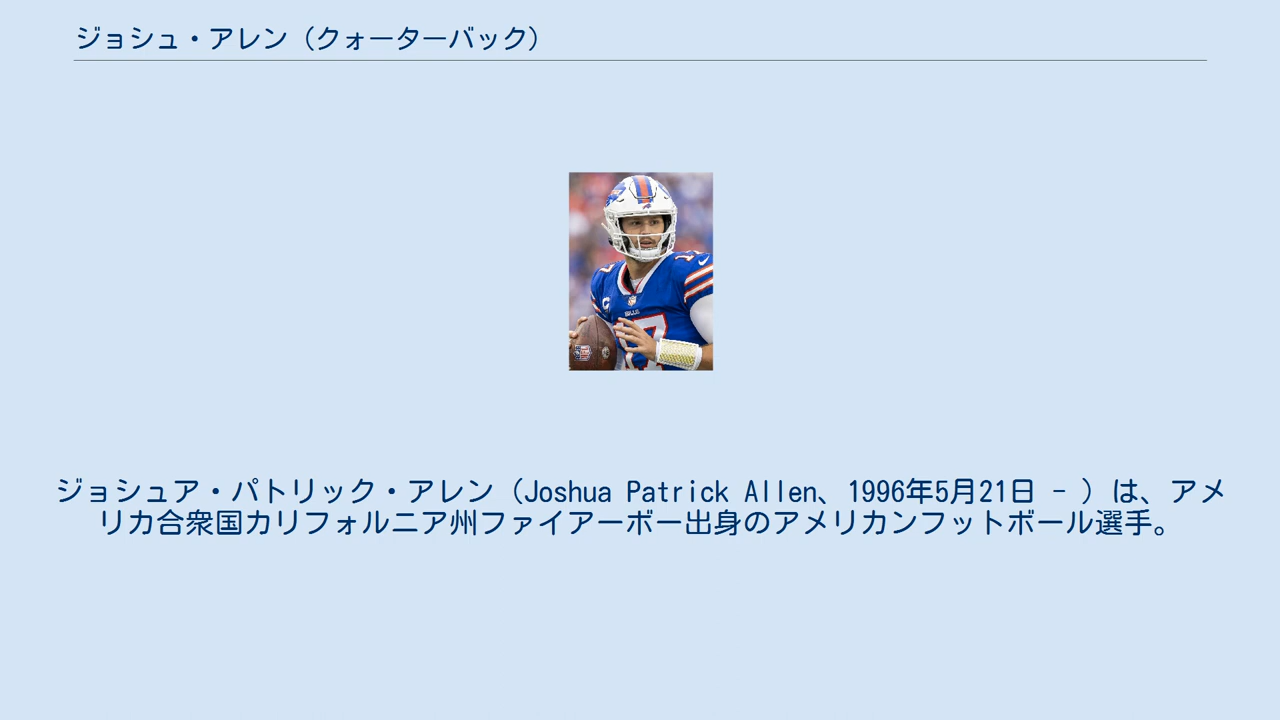 ジョシュ・アレン（クォーターバック）
BILLS
17
ジョシュア・パトリック・アレン（Joshua Patrick Allen、1996年5月21日 - ）は、アメ
リカ合衆国カリフォルニア州ファイアーボー出身のアメリカンフットボール選手。